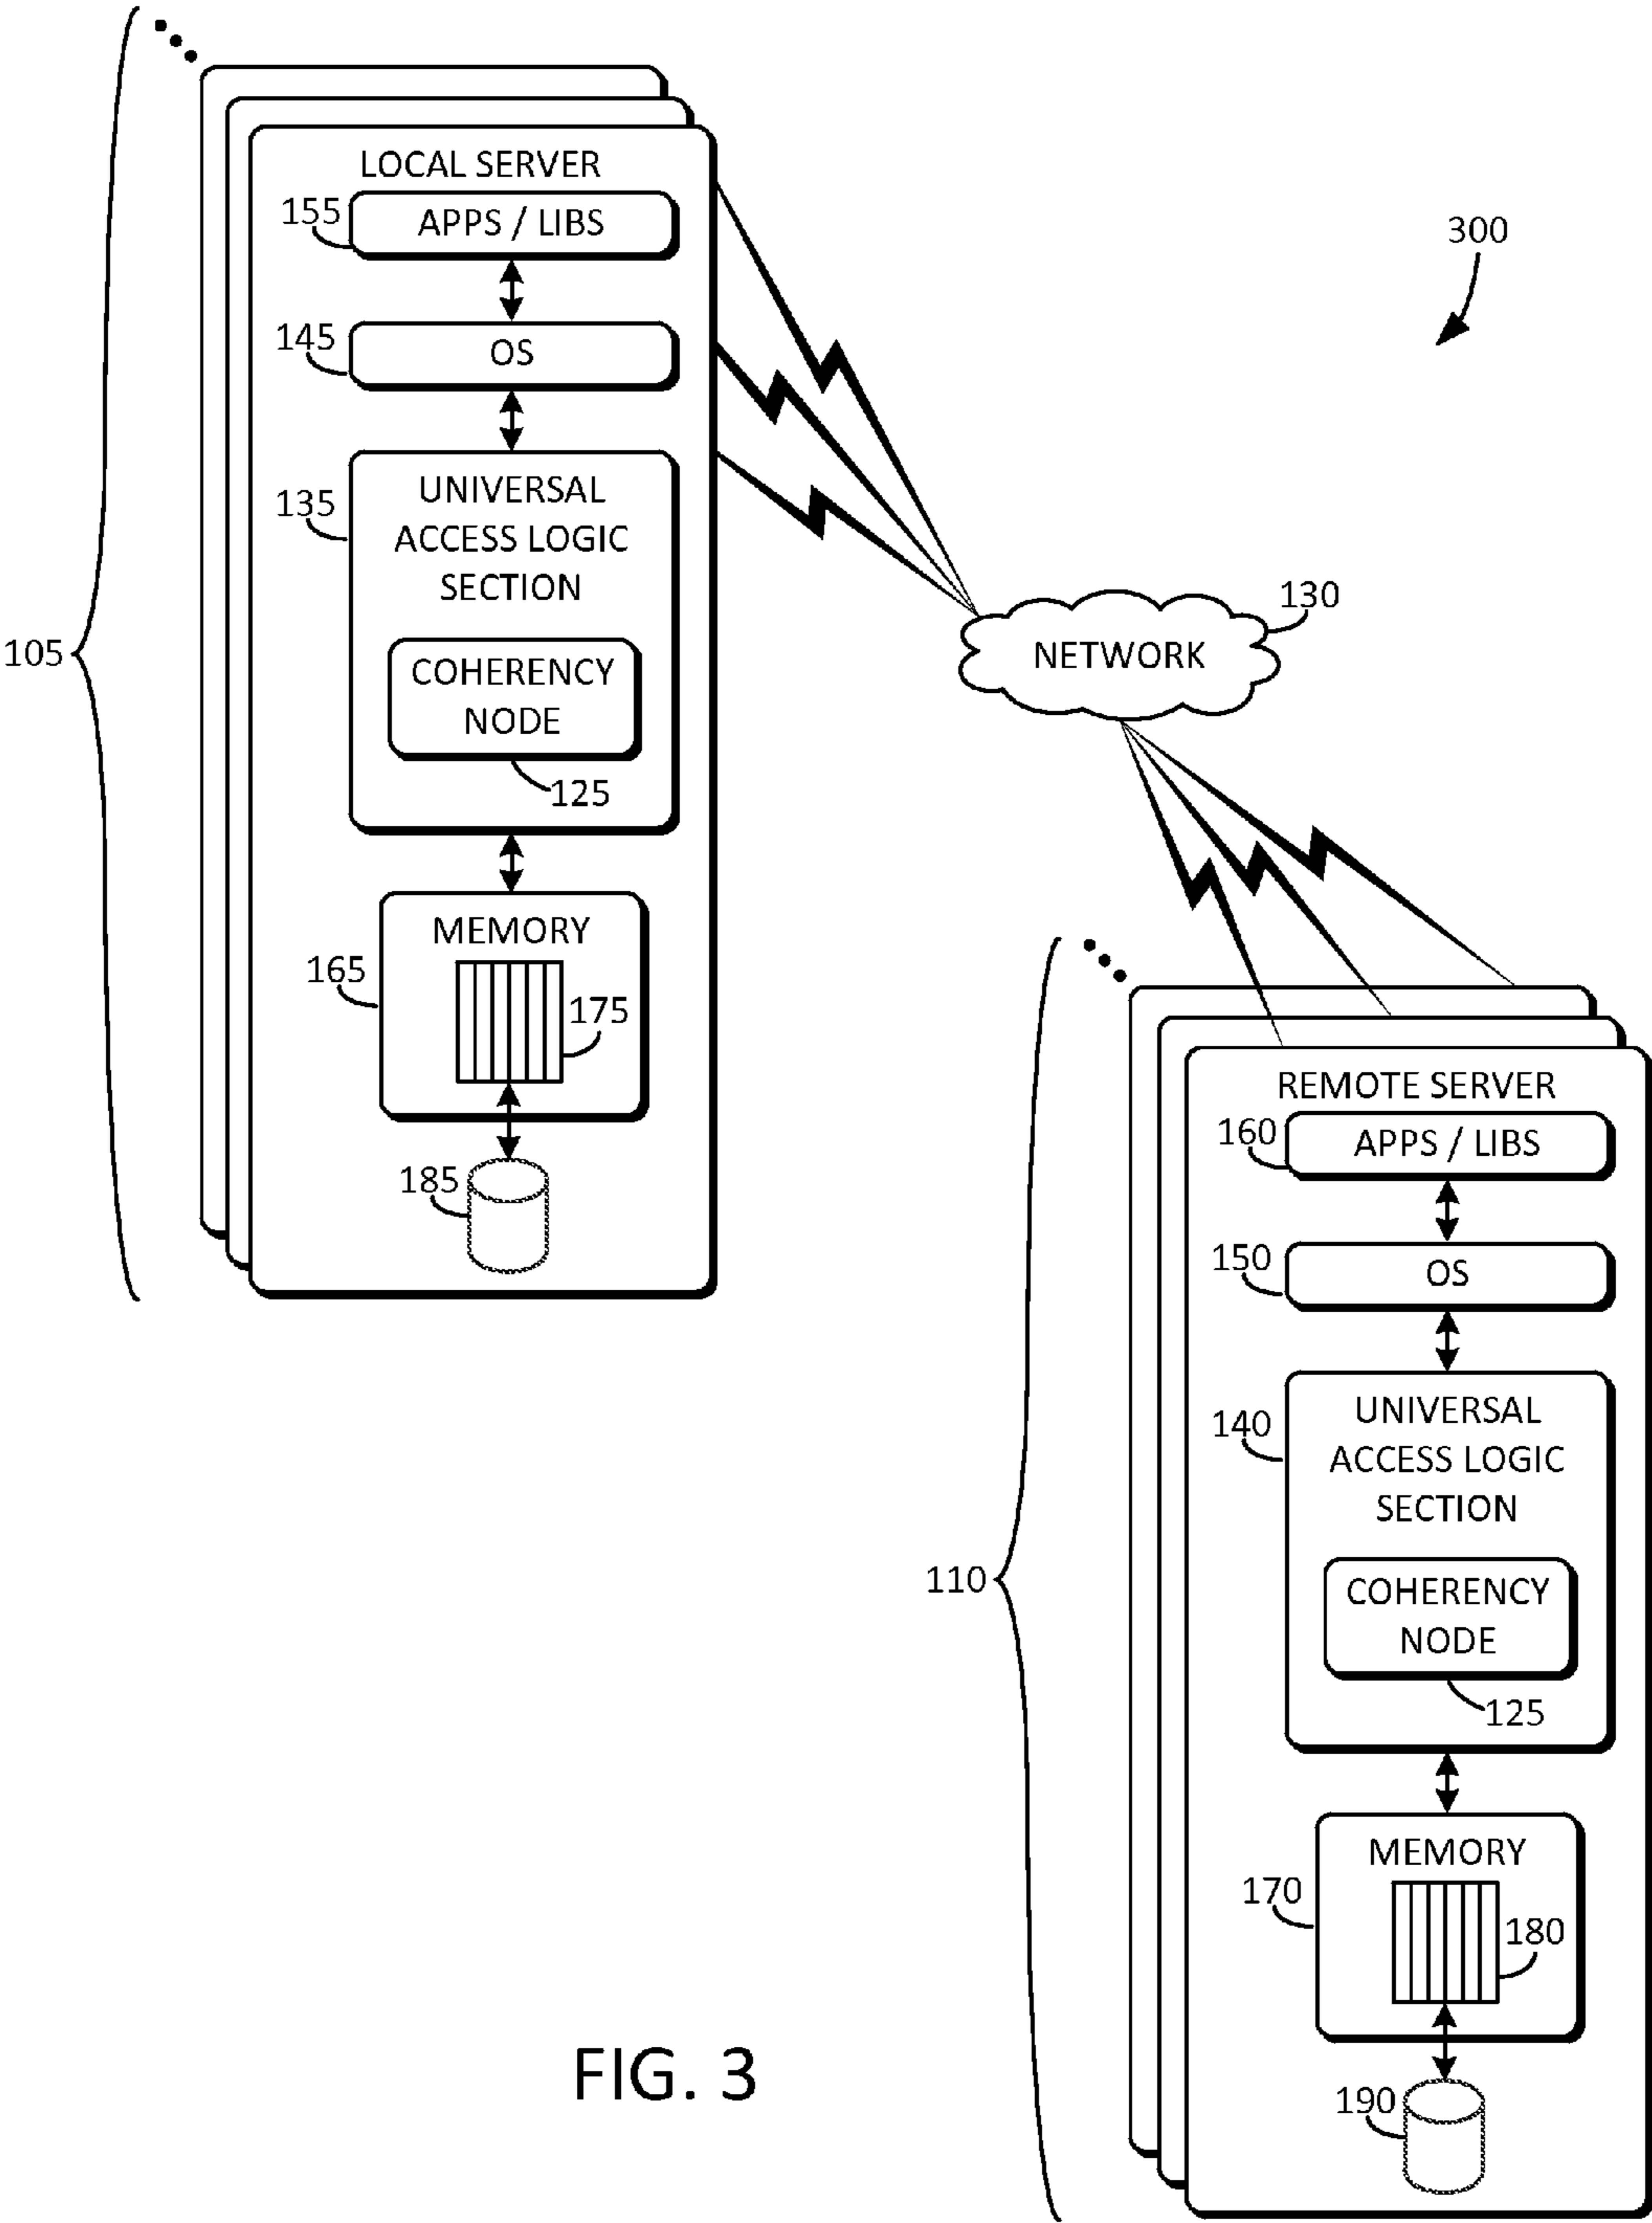 LOCAL SERVER
155
APPS / LIBS
300
145
OS
135
UNIVERSAL
ACCESS LOGIC
SECTION
105
COHERENCY
NODE
125
130
NETWORK
MEMORY
165
175
185
REMOTE SERVER
160
APPS / LIBS
150
OS
140
UNIVERSAL
ACCESS LOGIC
SECTION
110
COHERENCY
NODE
125
MEMORY
170
180
190
FIG. 3